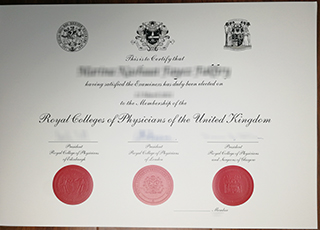 This is to Certify that
having satisfied the Examiners has duly been elected on
to the Membership of the
Royal Colleges of Physicians of the United Kingdom
President
Royal College of Physicians
of Edinburgh
President
Royal College of Physicians
of London
President
Royal College of Physicians
and Surgeons of Glasgow
Member